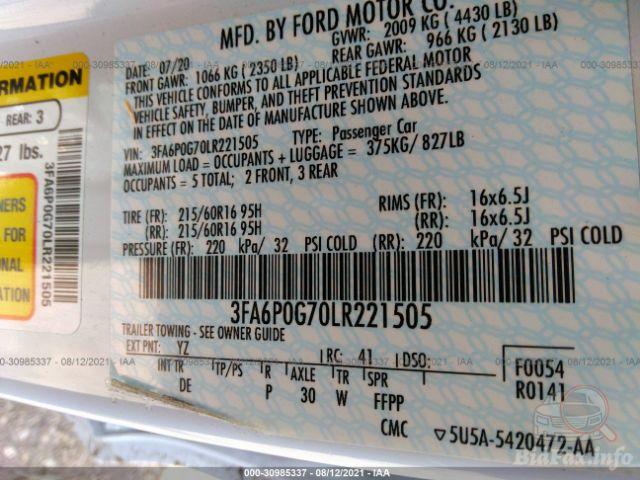 MFD. BY FORD MOTOR CO.
DATE: 07/20 GVWR: 2009 KG ( 4430 LB)
FRONT GAWR: 1066 KG ( 2350 LB) REAR GAWR: 966 KG ( 2130 LB)
THIS VEHICLE CONFORMS TO ALL APPLICABLE FEDERAL MOTOR
VEHICLE SAFETY, BUMPER, AND THEFT PREVENTION STANDARDS
IN EFFECT ON THE DATE OF MANUFACTURE SHOWN ABOVE.
VIN: 3FA6P0G70LR221505 TYPE: Passenger Car
MAXIMUM LOAD = OCCUPANTS + LUGGAGE = 375KG/ 827LB
OCCUPANTS = 5 TOTAL; 2 FRONT, 3 REAR
TIRE (FR): 215/60R16 95H RIMS (FR): 16x6.5J
(RR): 215/60R16 95H (RR): 16x6.5J
PRESSURE (FR): 220 kPa/ 32 PSI COLD (RR): 220 kPa/ 32 PSI COLD
3FA6P0G70LR221505
TRAILER TOWING - SEE OWNER GUIDE
EXT PNT: YZ RC: 41 DSO: F0054
INT TR TP/PS R AXLE TR SPR R0141
DE P 30 W FFPP
CMC ▽5U5A-5420472-AA
ORMATION
REAR: 3
27 lbs.
NERS
FOR
ONAL
ION
3FA6P0G70LR221505
000-30985337 - 08/12/2021 - IAA
BidFax.info